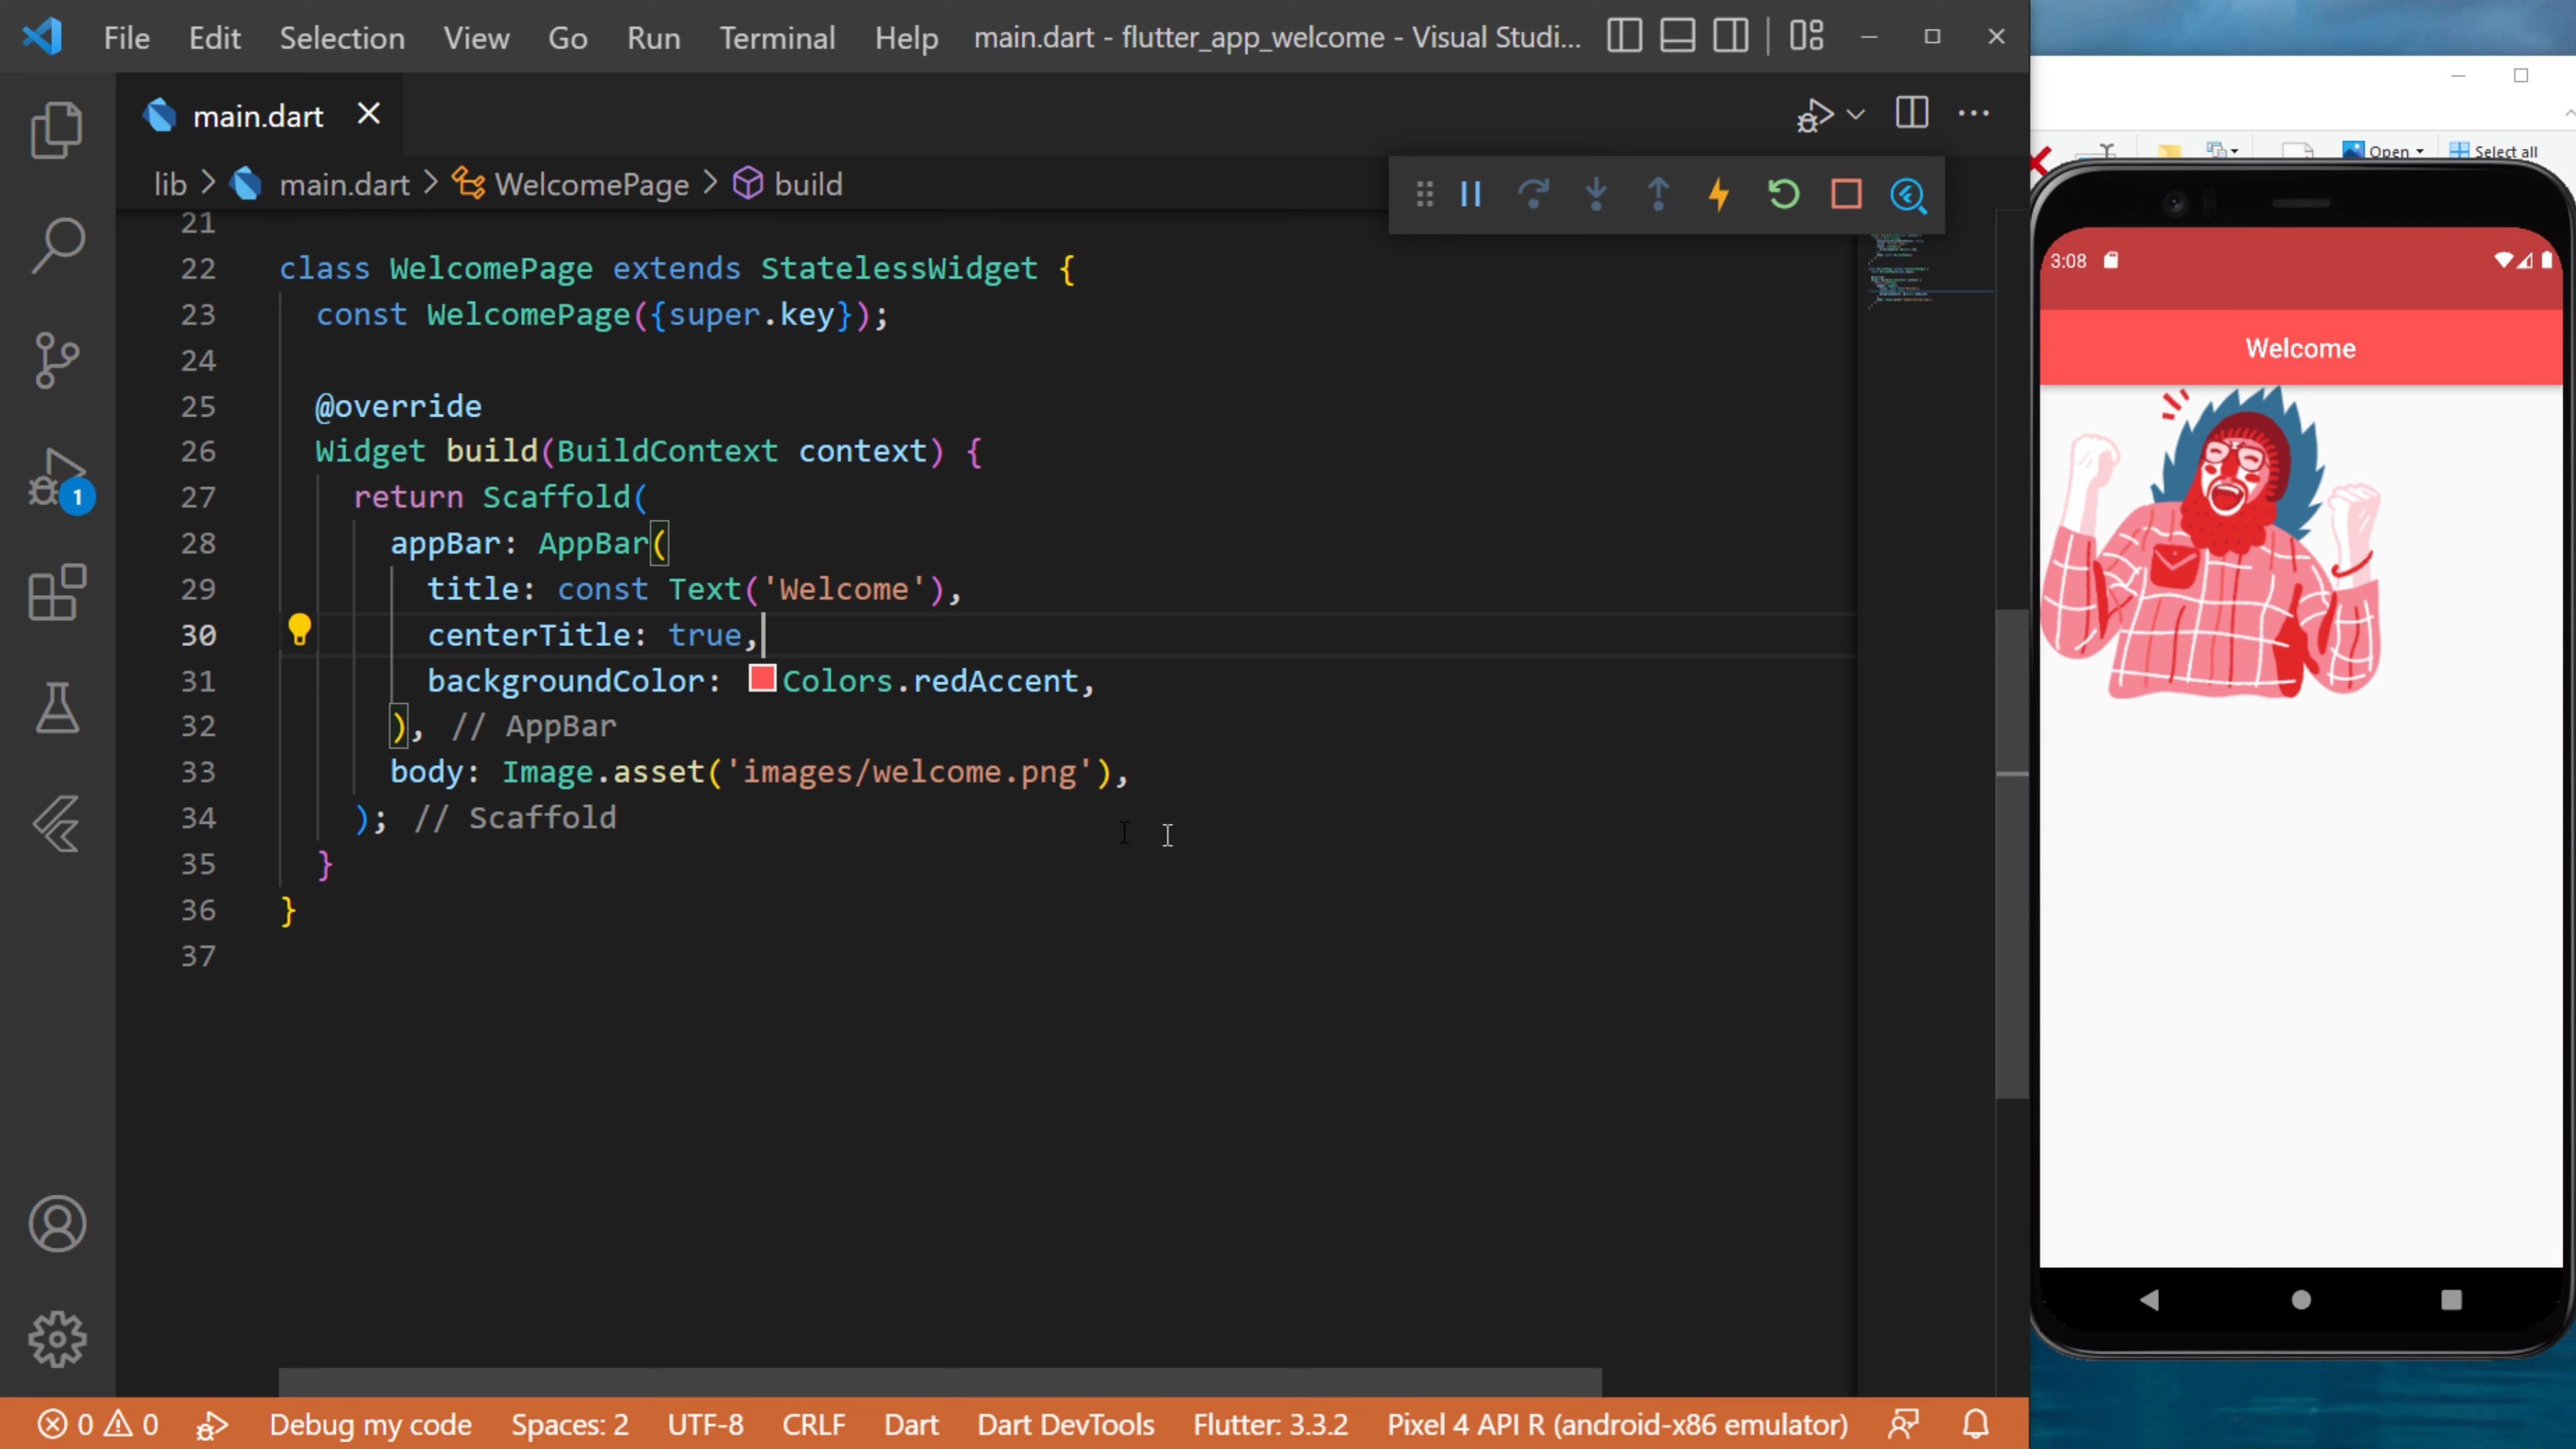 File Edit Selection View Go Run Terminal Help main.dart - flutter_app_welcome - Visual Studi...
main.dart
lib > main.dart > WelcomePage > build
21
22 class WelcomePage extends StatelessWidget {
23 const WelcomePage({super.key});
24
25 @override
26 Widget build(BuildContext context) {
27 return Scaffold(
28 appBar: AppBar(
29 title: const Text('Welcome'),
30 centerTitle: true,
31 backgroundColor: Colors.redAccent,
32 ), // AppBar
33 body: Image.asset('images/welcome.png'),
34 ); // Scaffold
35 }
36 }
37
1
0 0 Debug my code Spaces: 2 UTF-8 CRLF Dart Dart DevTools Flutter: 3.3.2 Pixel 4 API R (android-x86 emulator)
Open Select all
3:08
Welcome